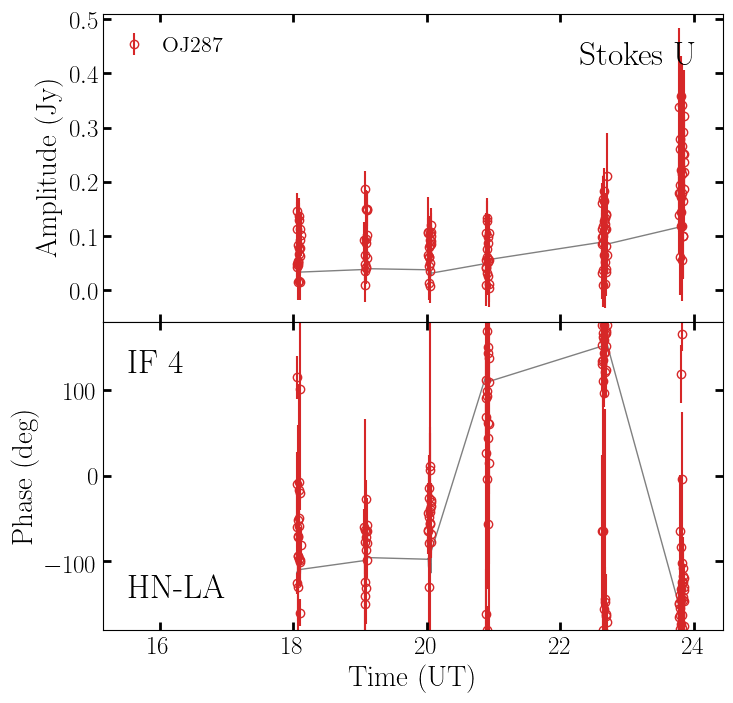 0.5
OJ287
Stokes U
0.4
0.3
0.2
0.1
0.0
Amplitude (Jy)
IF 4
100
0
−100
Phase (deg)
HN-LA
16 18 20 22 24
Time (UT)